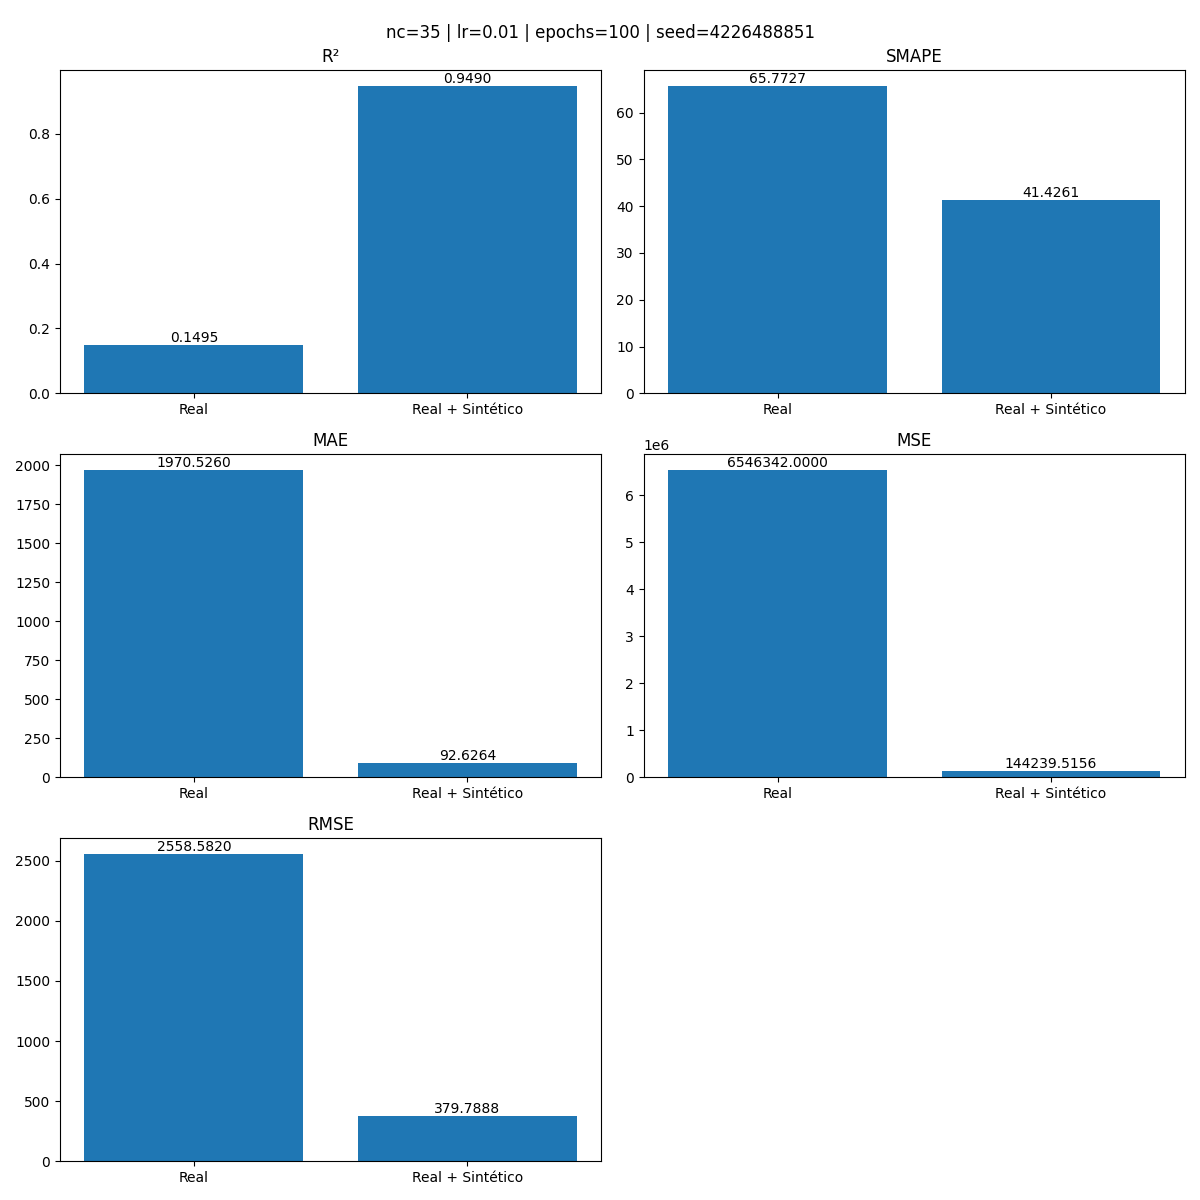 nc=35 | lr=0.01 | epochs=100 | seed=4226488851
R²
0.9490
0.8
0.6
0.4
0.1495
0.2
0.0
Real
Real + Sintético
SMAPE
65.7727
60
50
41.4261
40
30
20
10
0
Real
Real + Sintético
MAE
1970.5260
2000
1750
1500
1250
1000
750
500
250
92.6264
0
Real
Real + Sintético
MSE
1e6
6546342.0000
6
5
4
3
2
1
144239.5156
0
Real
Real + Sintético
RMSE
2558.5820
2500
2000
1500
1000
500
379.7888
0
Real
Real + Sintético